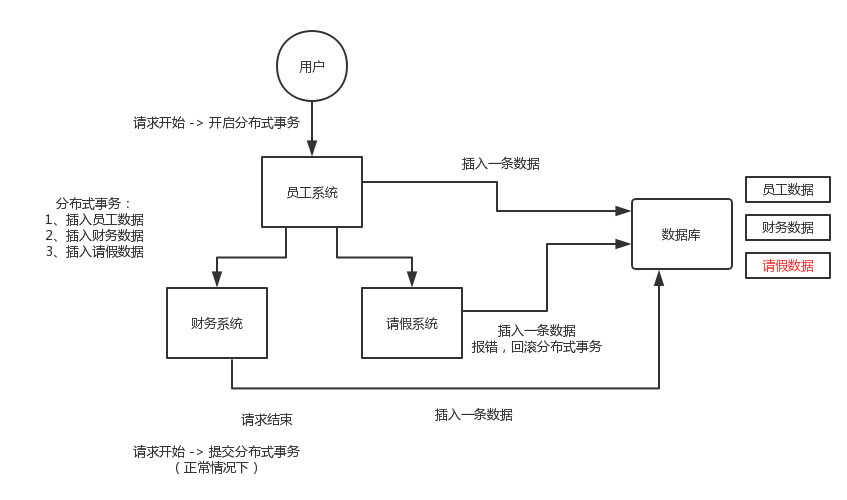 用户
请求开始 -> 开启分布式事务
员工系统
插入一条数据
分布式事务：
1、插入员工数据
2、插入财务数据
3、插入请假数据
数据库
员工数据
财务数据
请假数据
财务系统
请假系统
插入一条数据
报错，回滚分布式事务
请求结束
插入一条数据
请求开始 -> 提交分布式事务
（正常情况下）